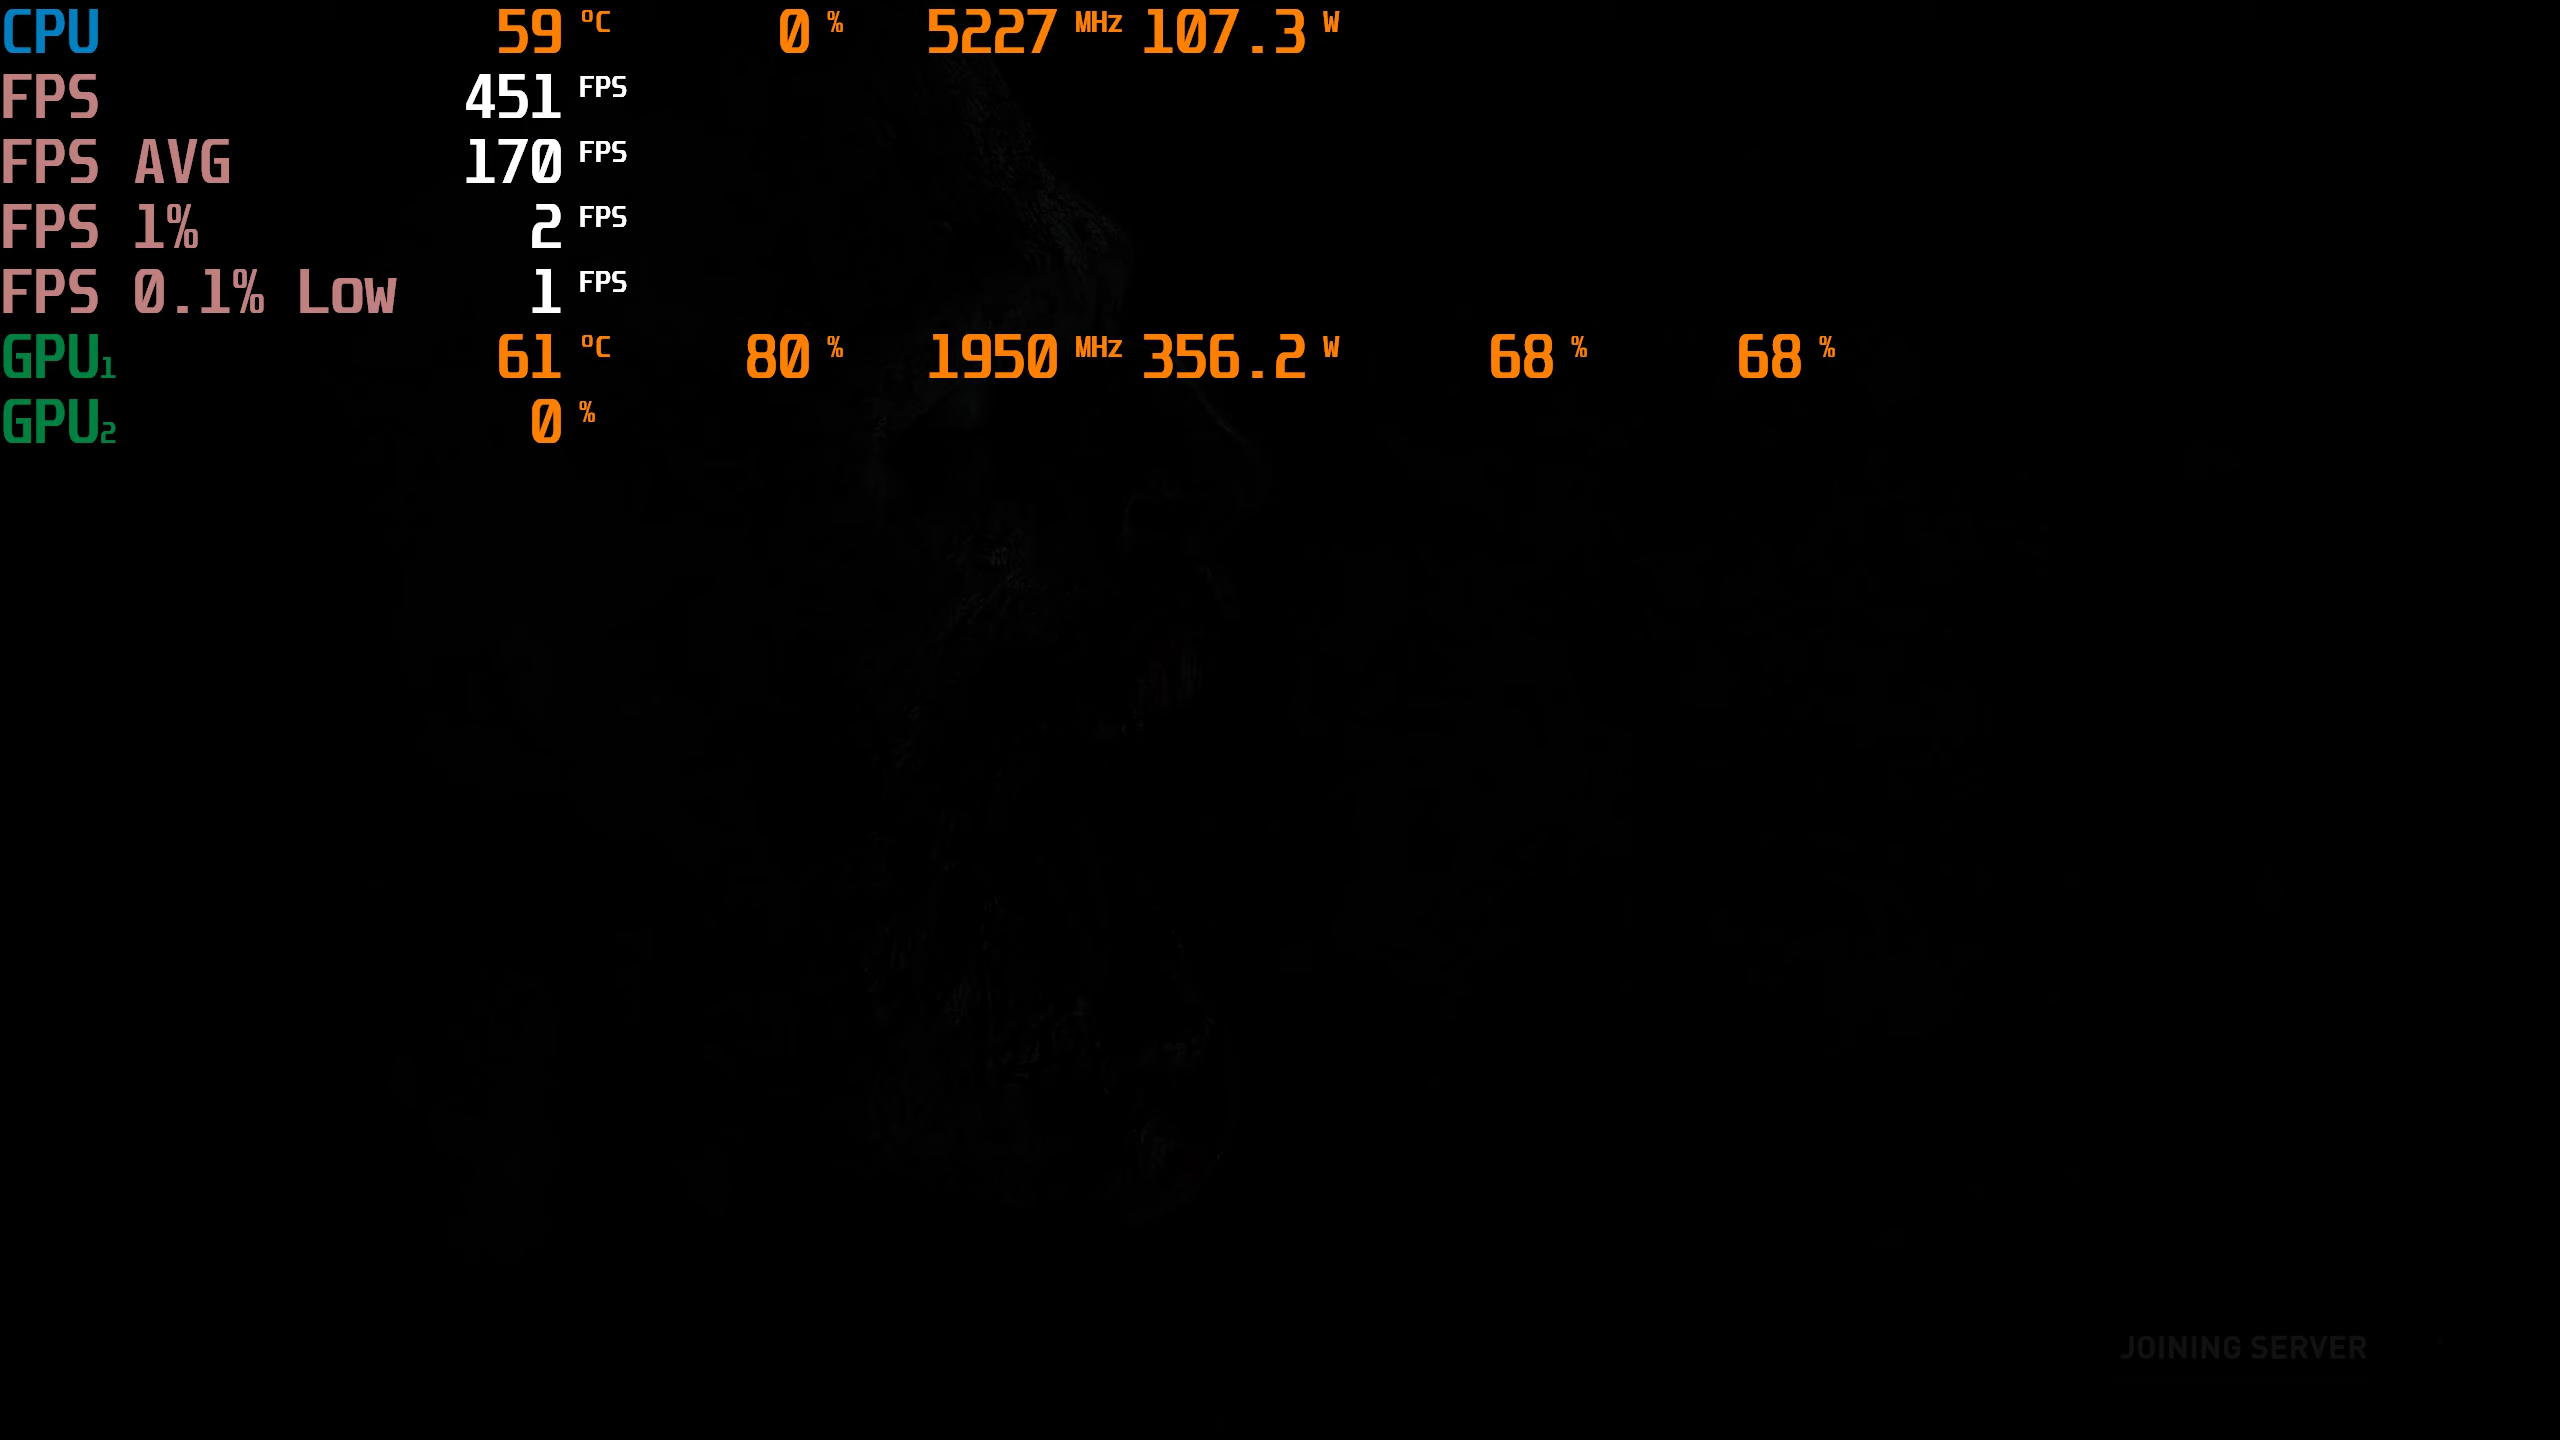 CPU 59 °C 0 % 5227 MHz 107.3 W
FPS 451 FPS
FPS AVG 170 FPS
FPS 1% 2 FPS
FPS 0.1% Low 1 FPS
GPU1 61 °C 80 % 1950 MHz 356.2 W 68 % 68 %
GPU2 0 %
JOINING SERVER